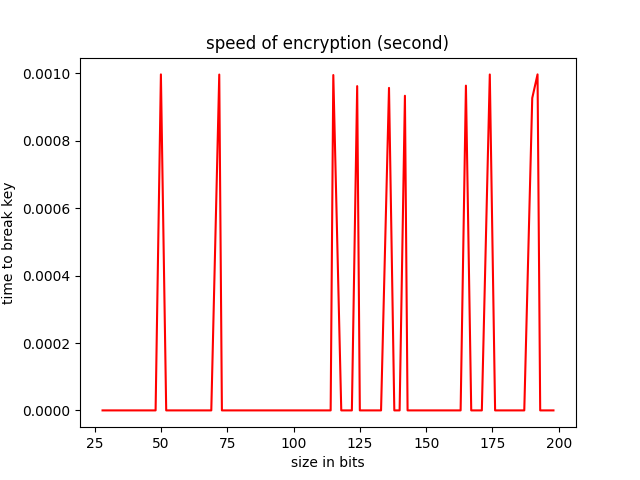 speed of encryption (second)
0.0010
0.0008
0.0006
0.0004
0.0002
0.0000
time to break key
25 50 75 100 125 150 175 200
size in bits